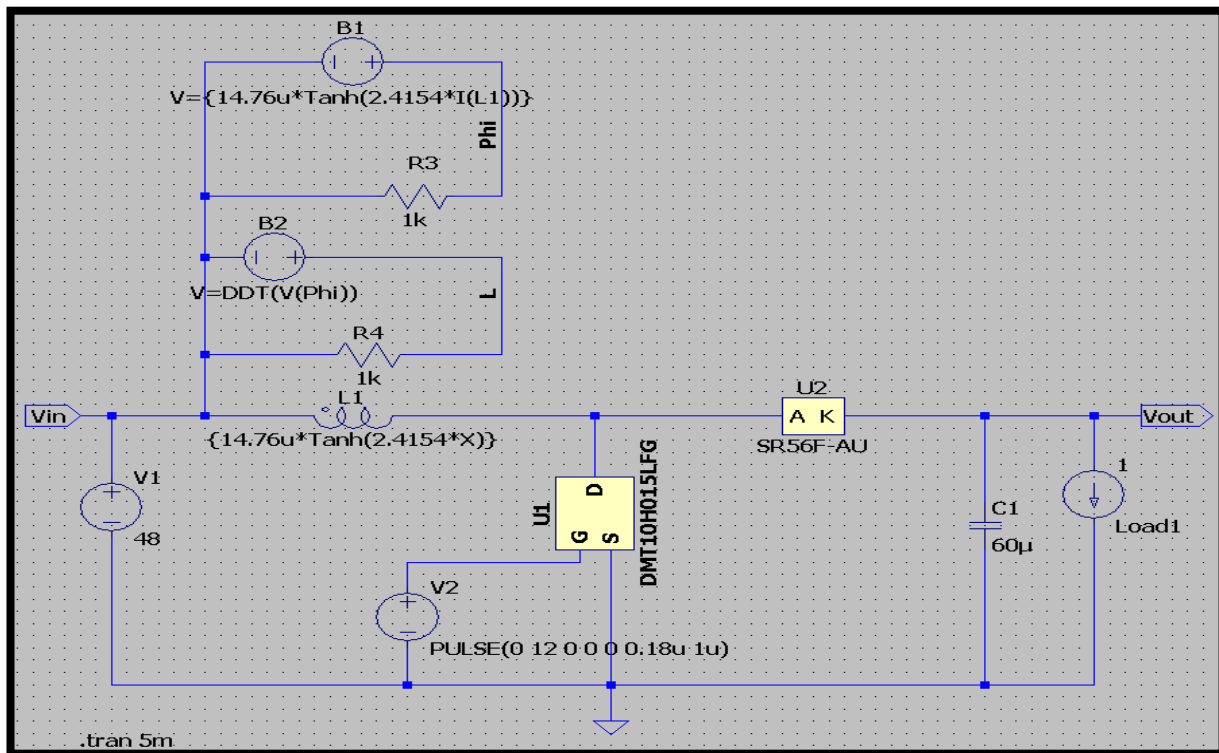 B1
V={14.76u*Tanh(2.4154*I(L1))}
Phi
R3
1k
B2
V=DDT(V(Phi))
L
R4
1k
L1
{14.76u*Tanh(2.4154*X)}
Vin
U2
A K
SR56F-AU
Vout
V1
48
U1
D
G S
DMT10H015LFG
1
Load1
C1
60µ
V2
PULSE(0 12 0 0 0 0.18u 1u)
.tran 5m